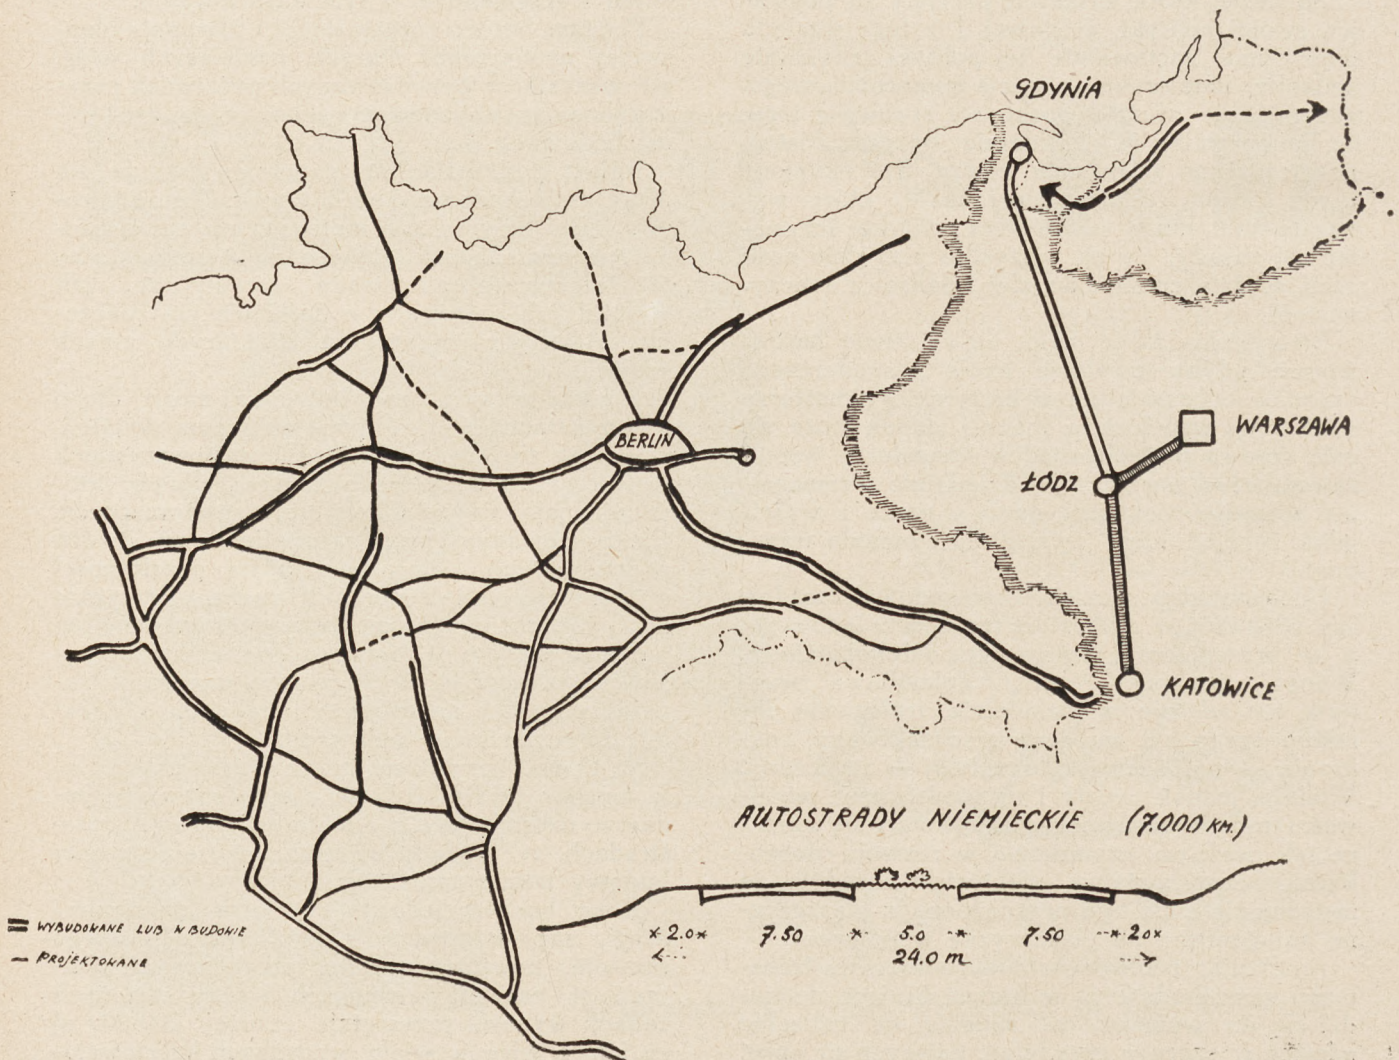 GDYNIA
WARSZAWA
BERLIN
ŁÓDZ
KATOWICE
AUTOSTRADY NIEMIECKIE (7.000 KM.)
WYBUDOWANE LUB W BUDOWIE
PROJEKTOWANE
2.0 7.50 5.0 7.50 2.0
24.0 m